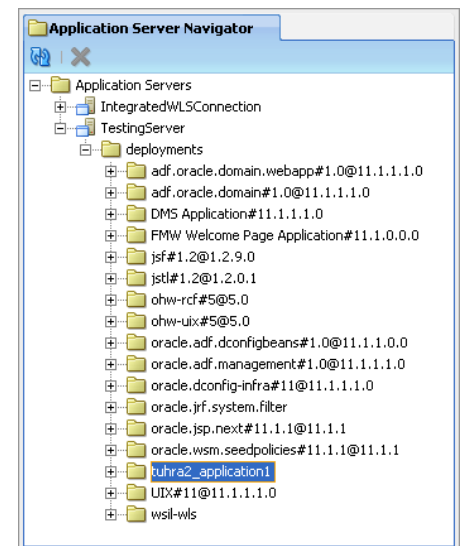 Application Server Navigator
Application Servers
IntegratedWLSConnection
TestingServer
deployments
adf.oracle.domain.webapp#1.0@11.1.1.1.0
adf.oracle.domain#1.0@11.1.1.1.0
DMS Application#11.1.1.1.0
FMW Welcome Page Application#11.1.0.0.0
jsf#1.2@1.2.9.0
jstl#1.2@1.2.0.1
ohw-rcf#5@5.0
ohw-uix#5@5.0
oracle.adf.dconfigbeans#1.0@11.1.1.0.0
oracle.adf.management#1.0@11.1.1.1.0
oracle.dconfig-infra#11@11.1.1.1.0
oracle.jrf.system.filter
oracle.jsp.next#11.1.1@11.1.1
oracle.wsm.seedpolicies#11.1.1@11.1.1
tuhra2_application1
UIX#11@11.1.1.1.0
wsil-wls